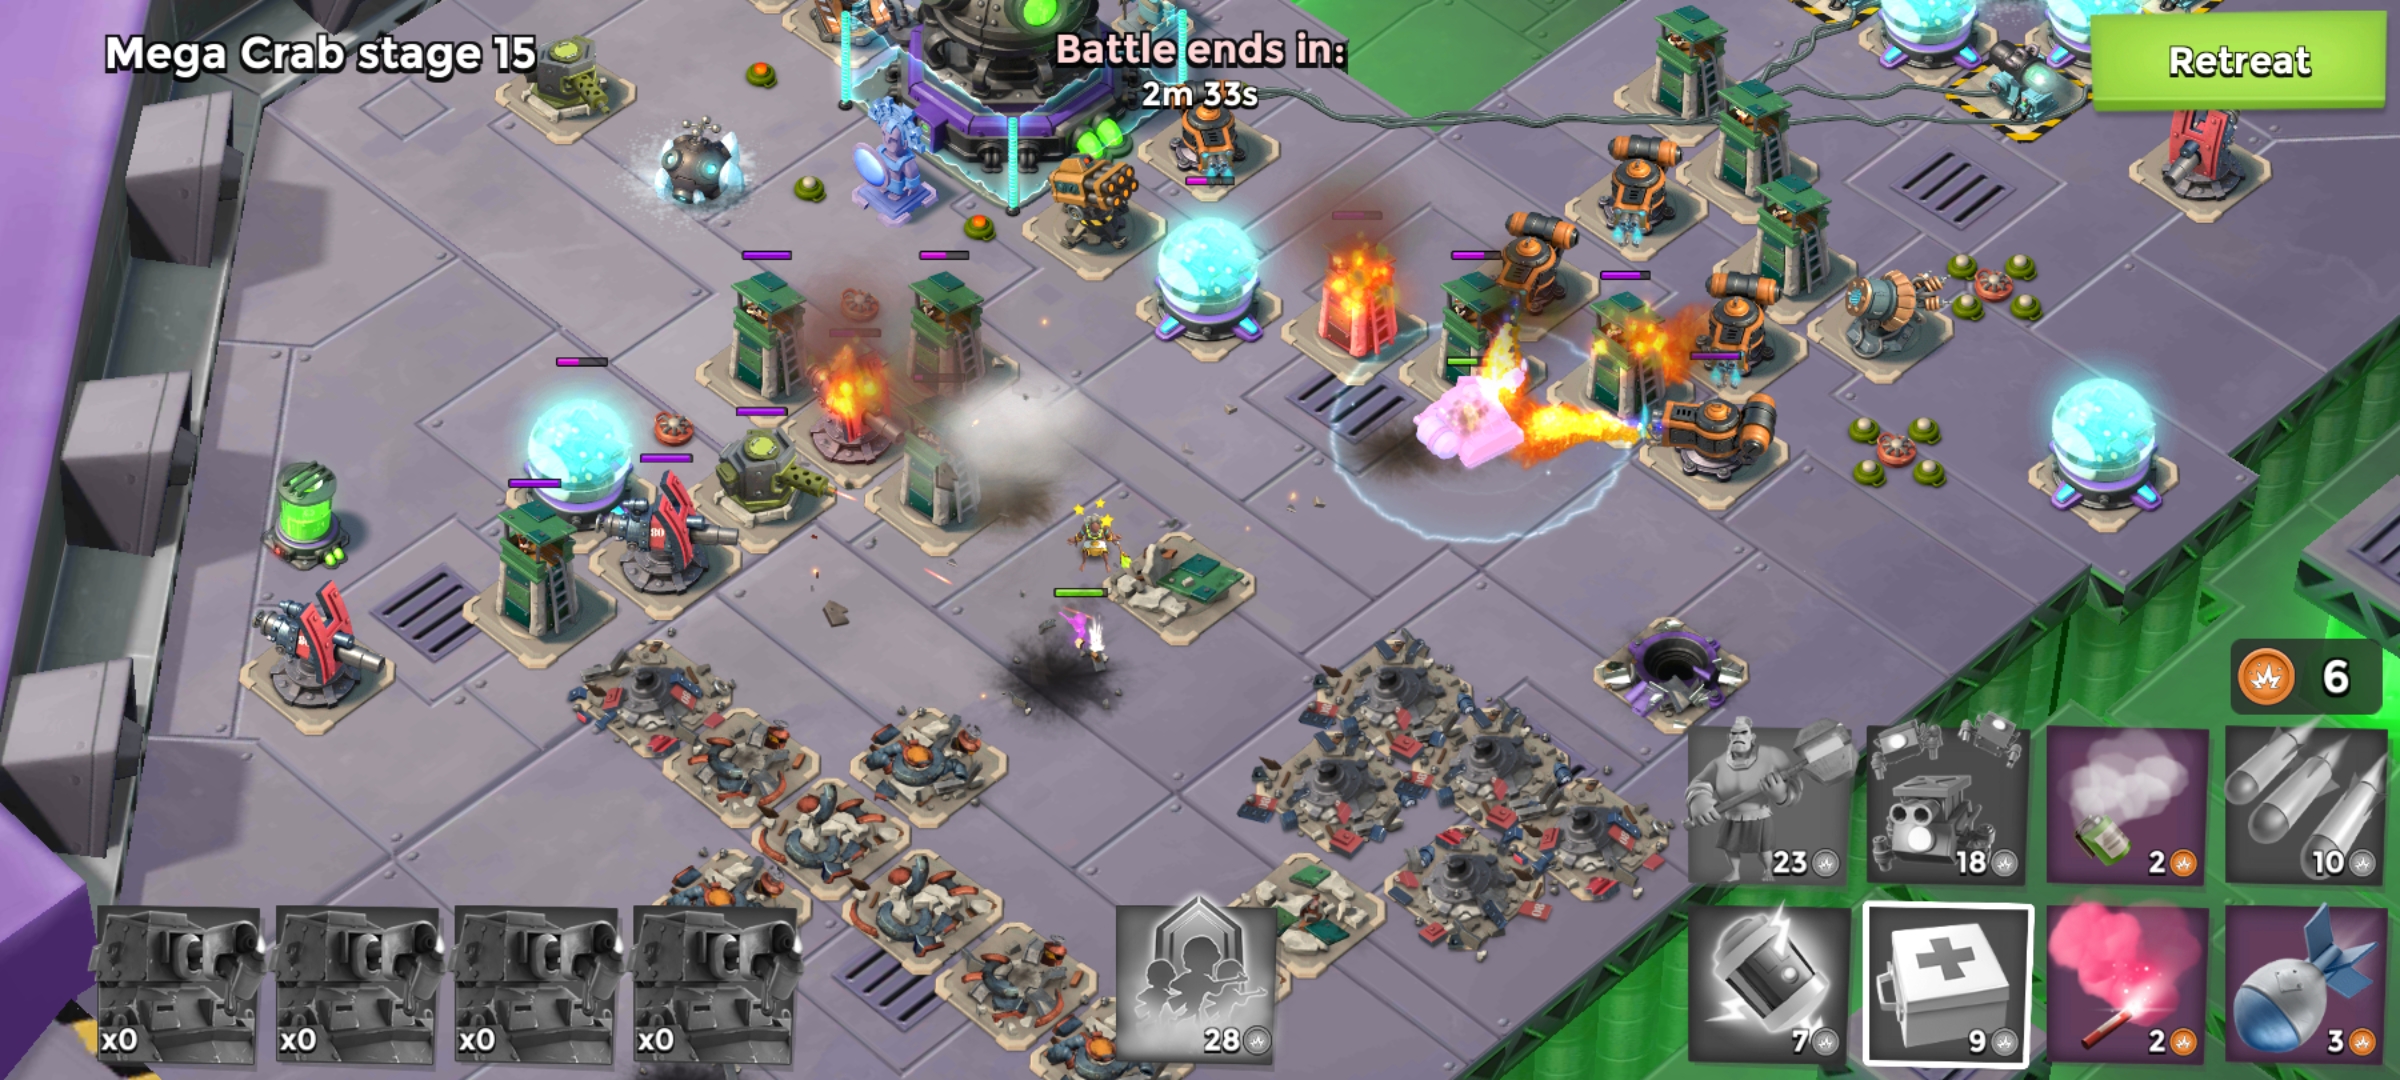 Mega Crab stage 15
Battle ends in:
2m 33s
Retreat
6
23
18
2
10
x0
x0
x0
x0
28
7
9
2
3